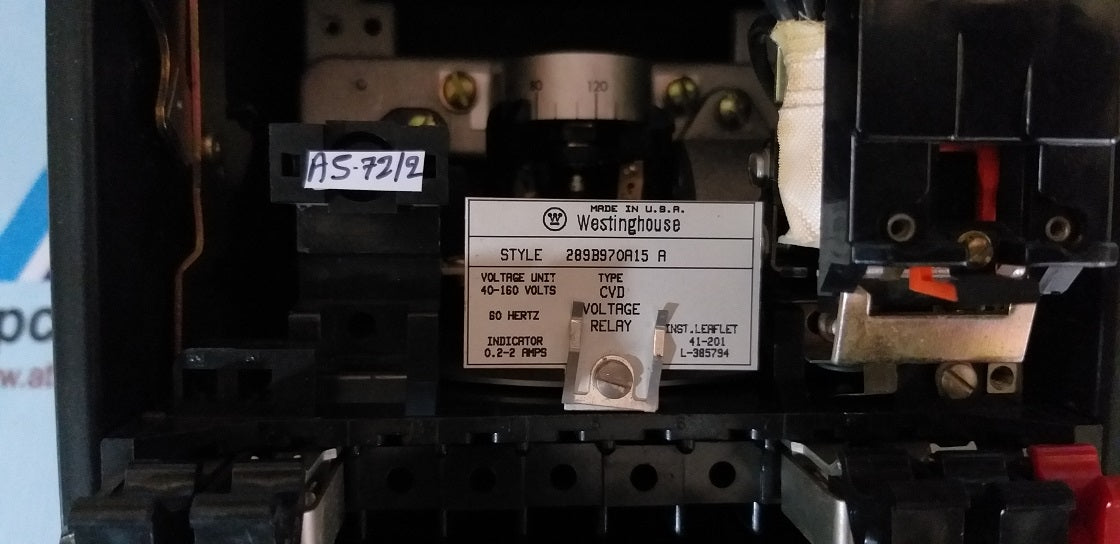 80 120
AS-72/2
MADE IN U.S.A.
Westinghouse
STYLE 289B970A15 A
VOLTAGE UNIT
40-160 VOLTS
60 HERTZ
INDICATOR
0.2-2 AMPS
TYPE
CVD
VOLTAGE
RELAY
INST.LEAFLET
41-201
L-385794